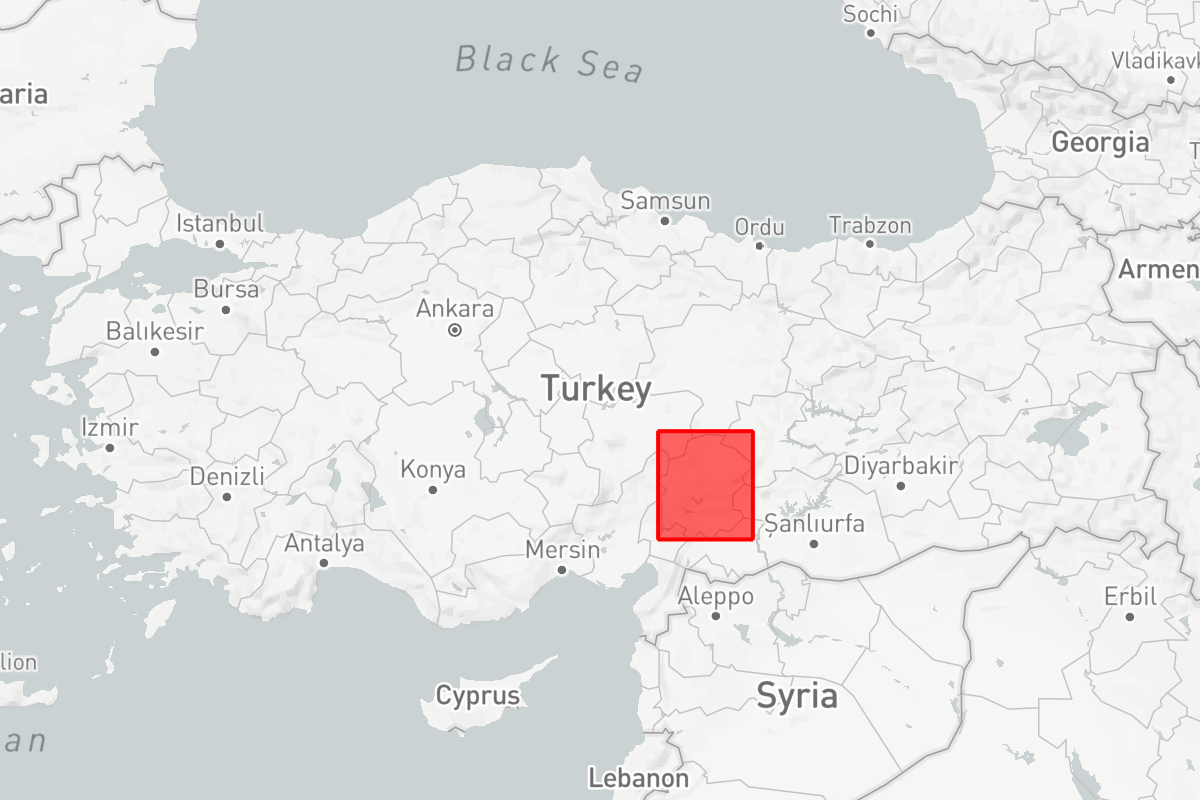 Sochi
Black Sea
Vladikavk
aria
Georgia
T
Samsun
Istanbul
Ordu
Trabzon
Armen
Bursa
Ankara
Balıkesir
Turkey
Izmir
Denizli
Konya
Diyarbakir
Şanlıurfa
Antalya
Mersin
Aleppo
Erbil
lion
Cyprus
Syria
an
Lebanon